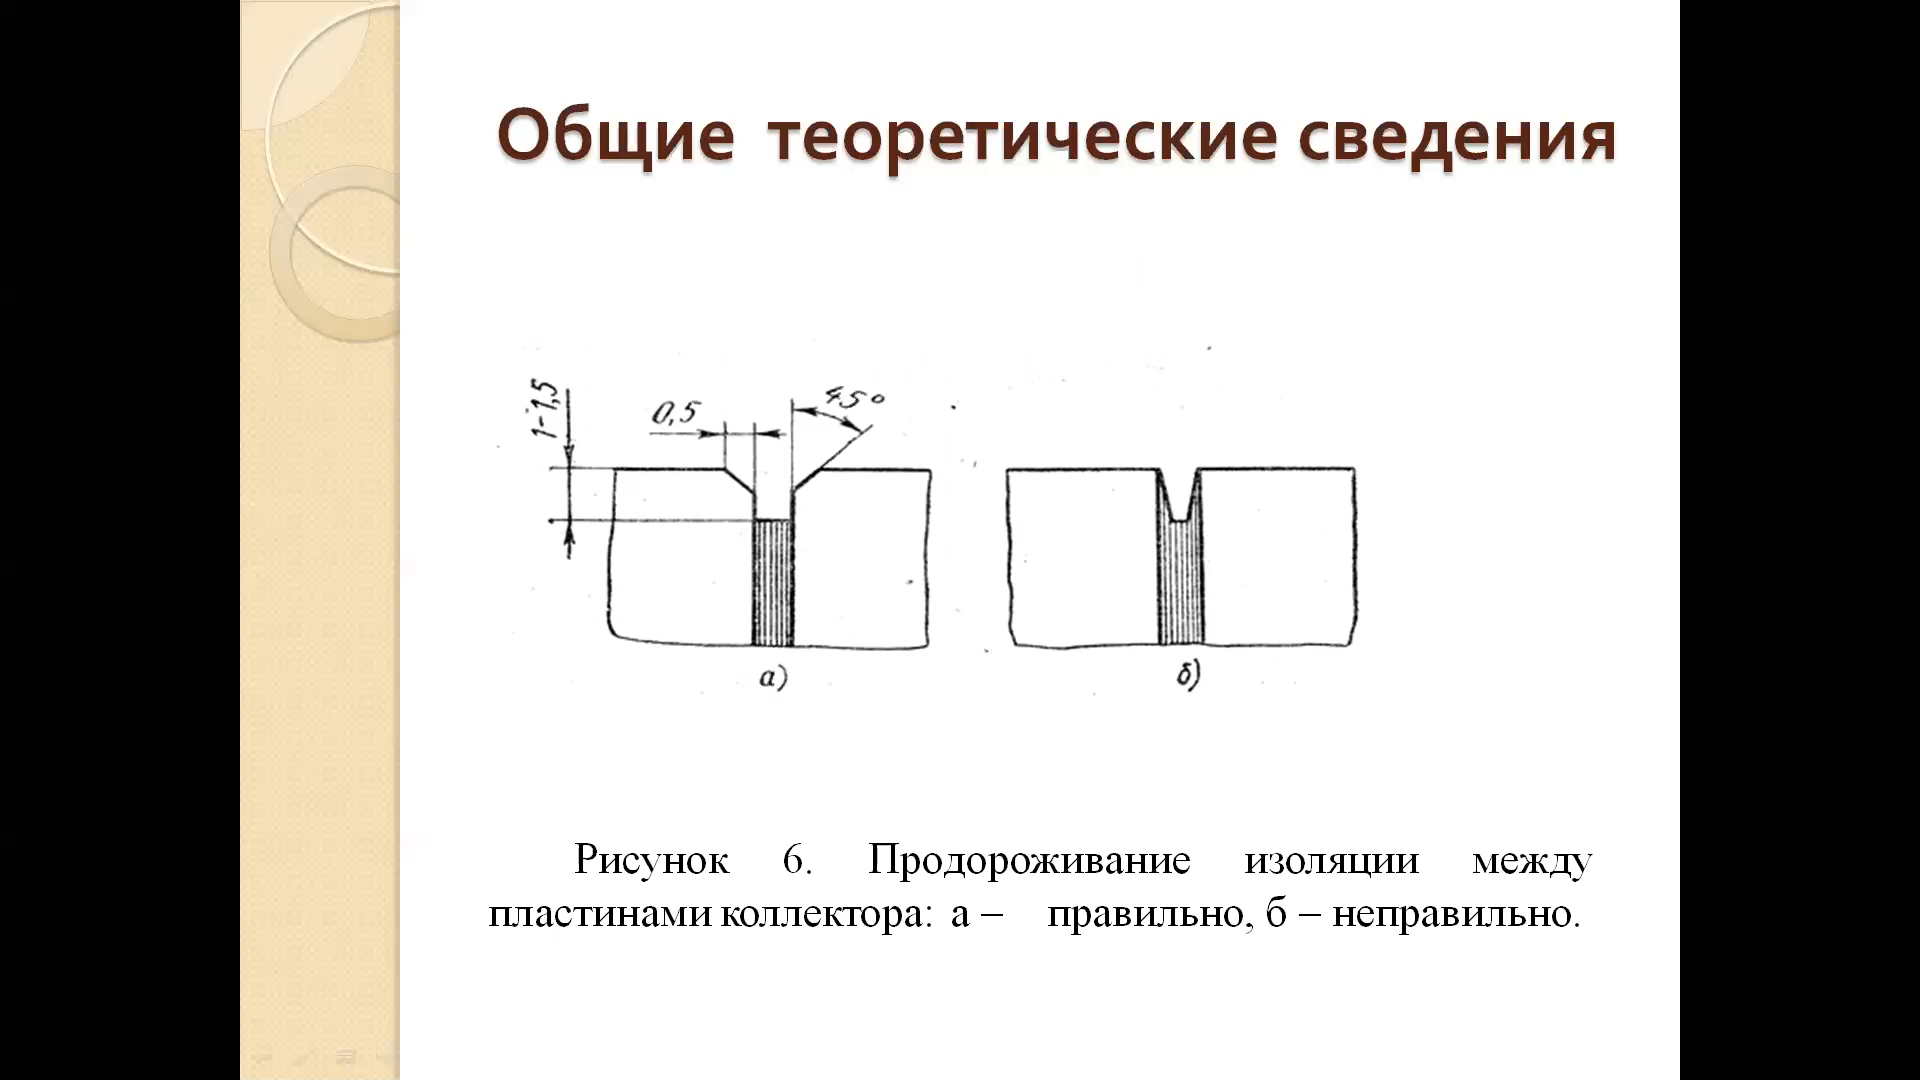 Общие теоретические сведения
1-1,5
0,5
45°
а)
б)
Рисунок 6. Продороживание изоляции между
пластинами коллектора: а – правильно, б – неправильно.